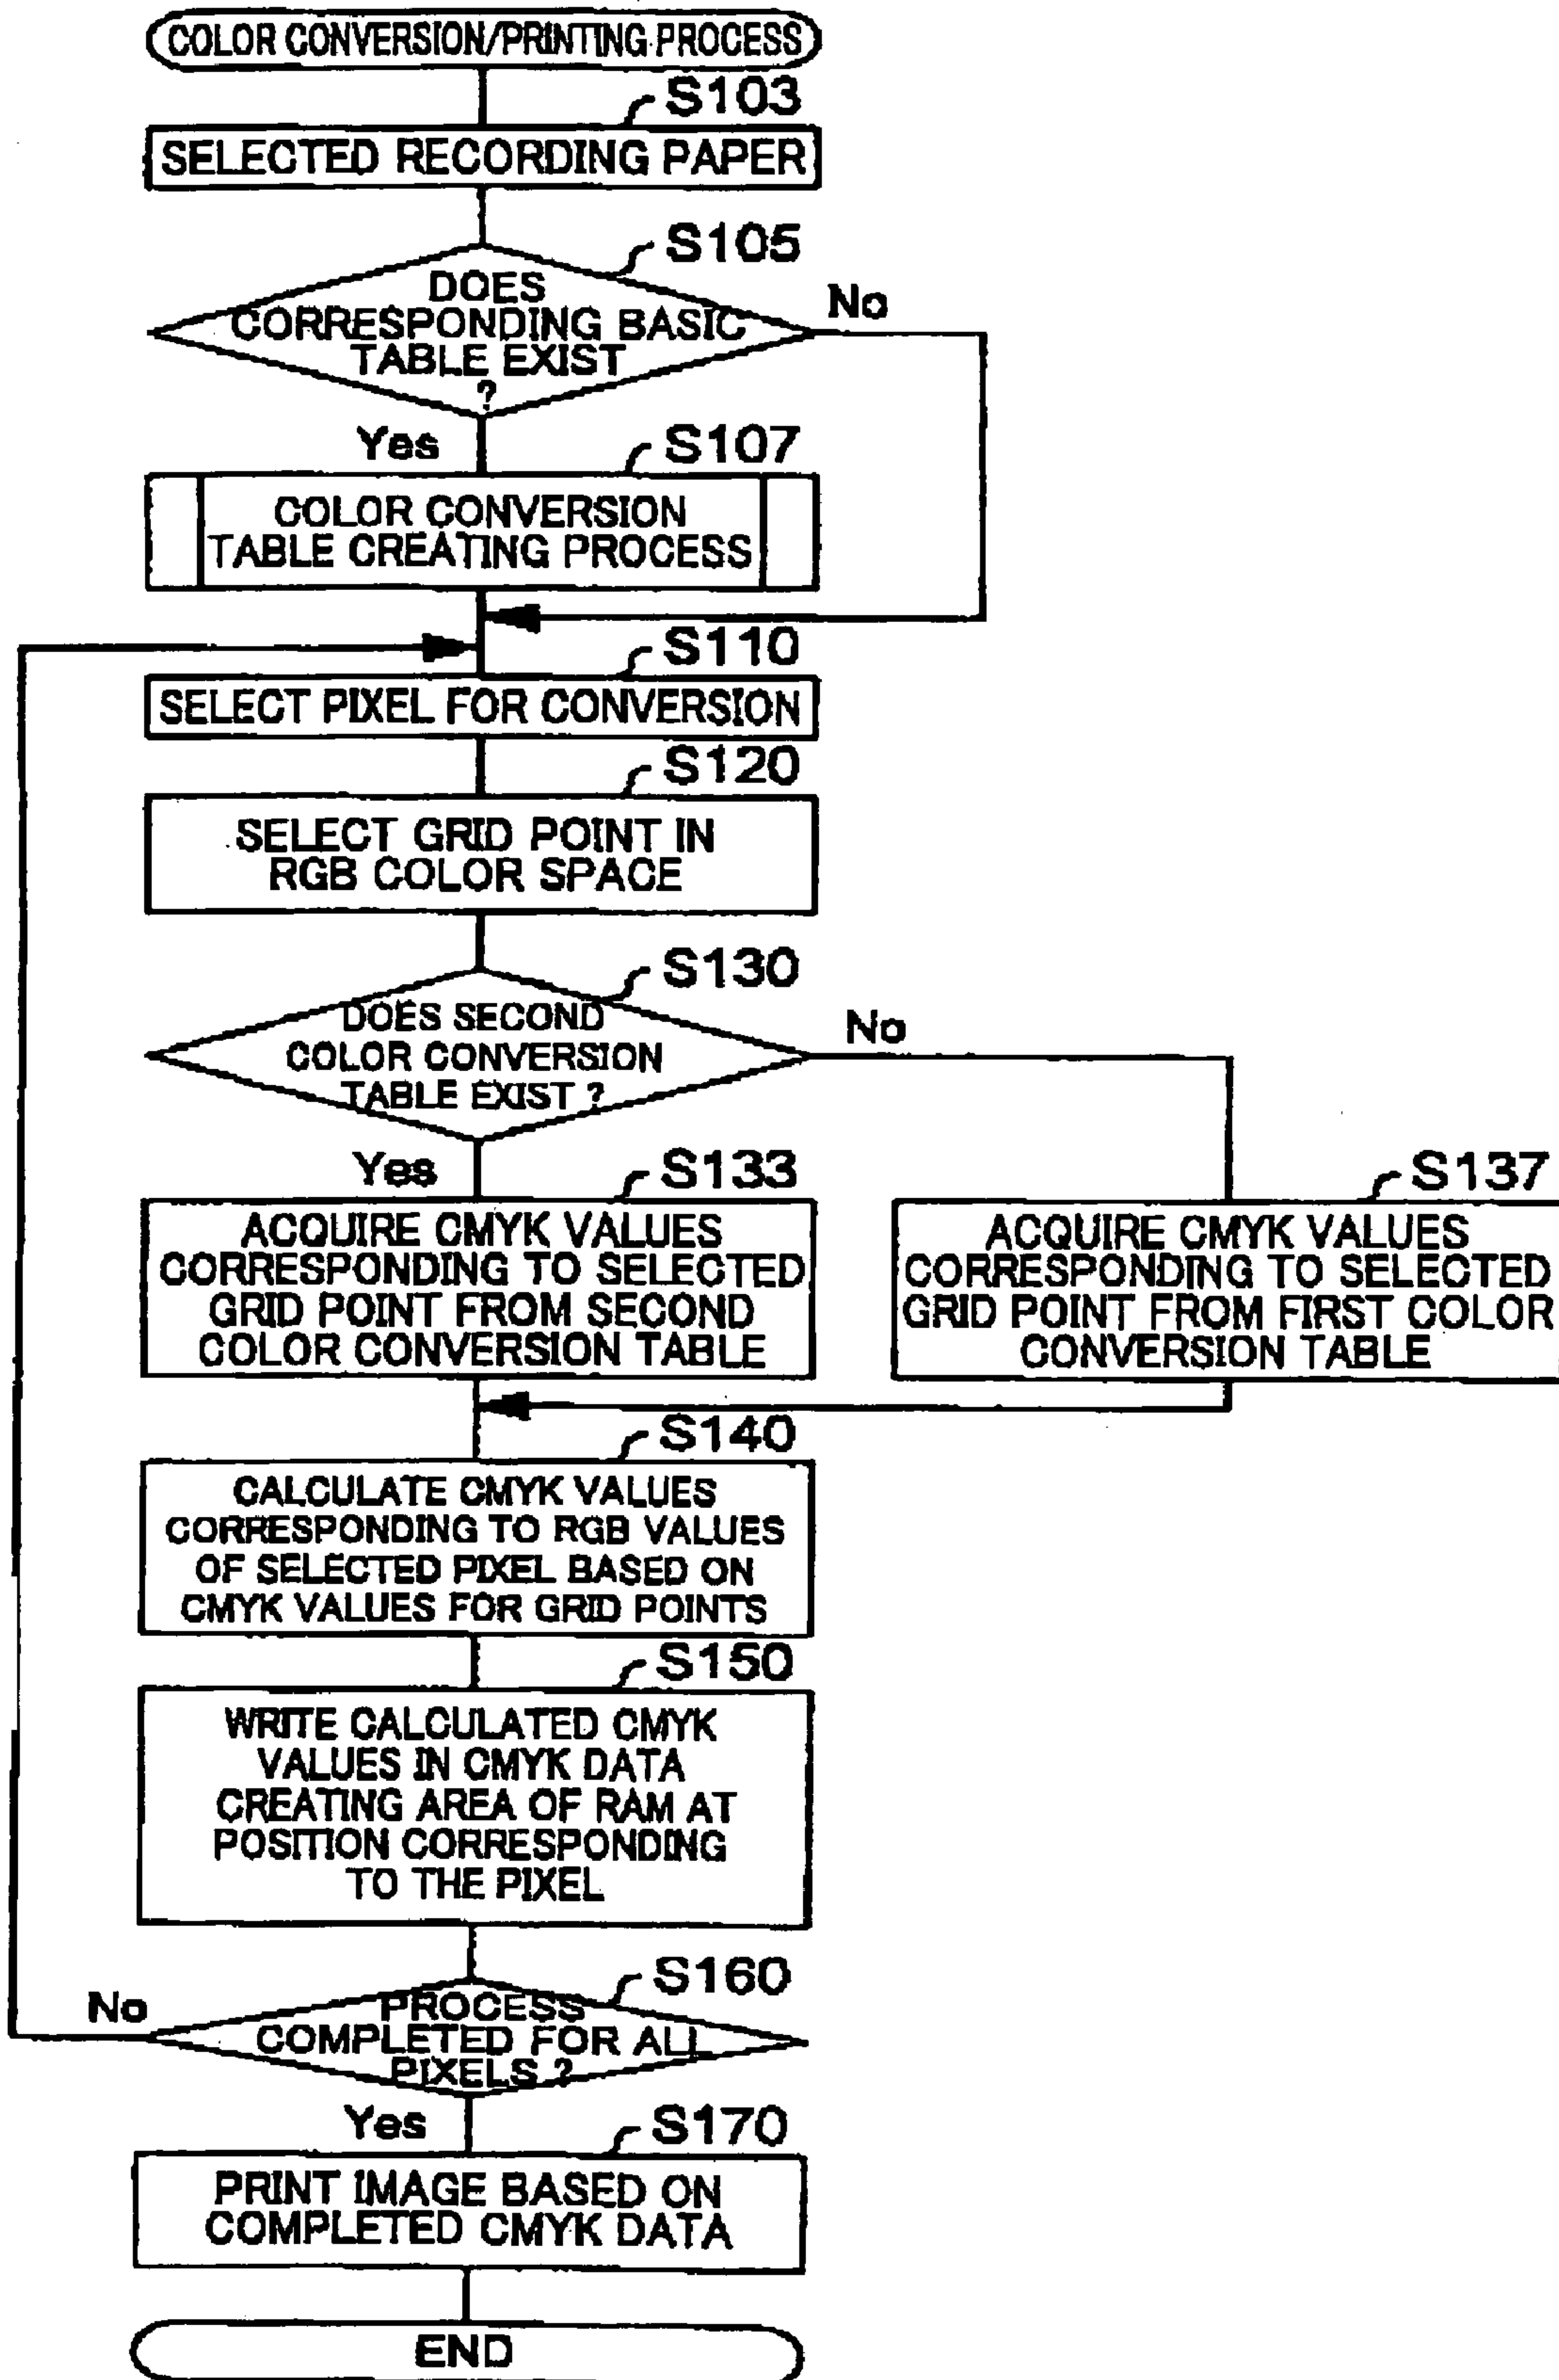 COLOR CONVERSION/PRINTING PROCESS
S103
SELECTED RECORDING PAPER
S105
DOES
CORRESPONDING BASIC
TABLE EXIST
?
No
Yes
S107
COLOR CONVERSION
TABLE CREATING PROCESS
S110
SELECT PIXEL FOR CONVERSION
S120
SELECT GRID POINT IN
RGB COLOR SPACE
S130
DOES SECOND
COLOR CONVERSION
TABLE EXIST ?
No
Yes
S133
ACQUIRE CMYK VALUES
CORRESPONDING TO SELECTED
GRID POINT FROM SECOND
COLOR CONVERSION TABLE
S137
ACQUIRE CMYK VALUES
CORRESPONDING TO SELECTED
GRID POINT FROM FIRST COLOR
CONVERSION TABLE
S140
CALCULATE CMYK VALUES
CORRESPONDING TO RGB VALUES
OF SELECTED PIXEL BASED ON
CMYK VALUES FOR GRID POINTS
S150
WRITE CALCULATED CMYK
VALUES IN CMYK DATA
CREATING AREA OF RAM AT
POSITION CORRESPONDING
TO THE PIXEL
S160
No
PROCESS
COMPLETED FOR ALL
PIXELS ?
Yes
S170
PRINT IMAGE BASED ON
COMPLETED CMYK DATA
END